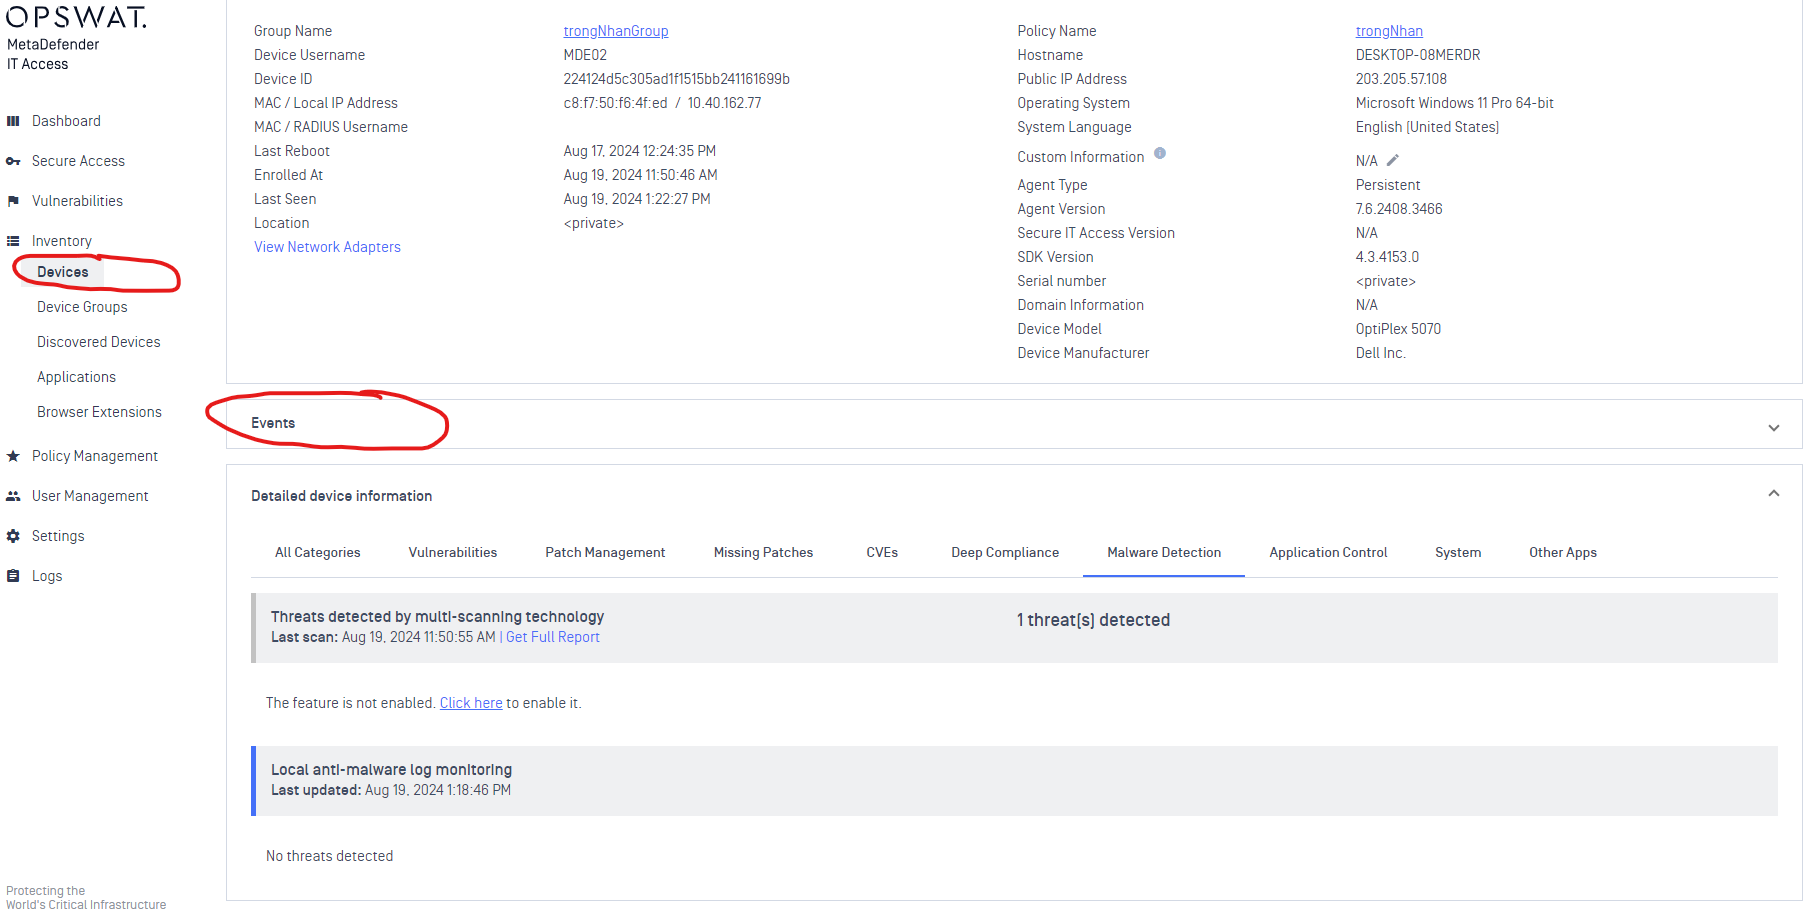 OPSWAT.
MetaDefender
IT Access
Dashboard
Secure Access
Vulnerabilities
Inventory
Devices
Device Groups
Discovered Devices
Applications
Browser Extensions
Policy Management
User Management
Settings
Logs
Protecting the
World's Critical Infrastructure
Group Name trongNhanGroup
Device Username MDE02
Device ID 224124d5c305ad1f1515bb241161699b
MAC / Local IP Address c8:f7:50:f6:4f:ed / 10.40.162.77
MAC / RADIUS Username
Last Reboot Aug 17, 2024 12:24:35 PM
Enrolled At Aug 19, 2024 11:50:46 AM
Last Seen Aug 19, 2024 1:22:27 PM
Location <private>
View Network Adapters
Policy Name trongNhan
Hostname DESKTOP-08MERDR
Public IP Address 203.205.57.108
Operating System Microsoft Windows 11 Pro 64-bit
System Language English [United States]
Custom Information N/A
Agent Type Persistent
Agent Version 7.6.2408.3466
Secure IT Access Version N/A
SDK Version 4.3.4153.0
Serial number <private>
Domain Information N/A
Device Model OptiPlex 5070
Device Manufacturer Dell Inc.
Events
Detailed device information
All Categories Vulnerabilities Patch Management Missing Patches CVEs Deep Compliance Malware Detection Application Control System Other Apps
Threats detected by multi-scanning technology 1 threat[s] detected
Last scan: Aug 19, 2024 11:50:55 AM | Get Full Report
The feature is not enabled. Click here to enable it.
Local anti-malware log monitoring
Last updated: Aug 19, 2024 1:18:46 PM
No threats detected